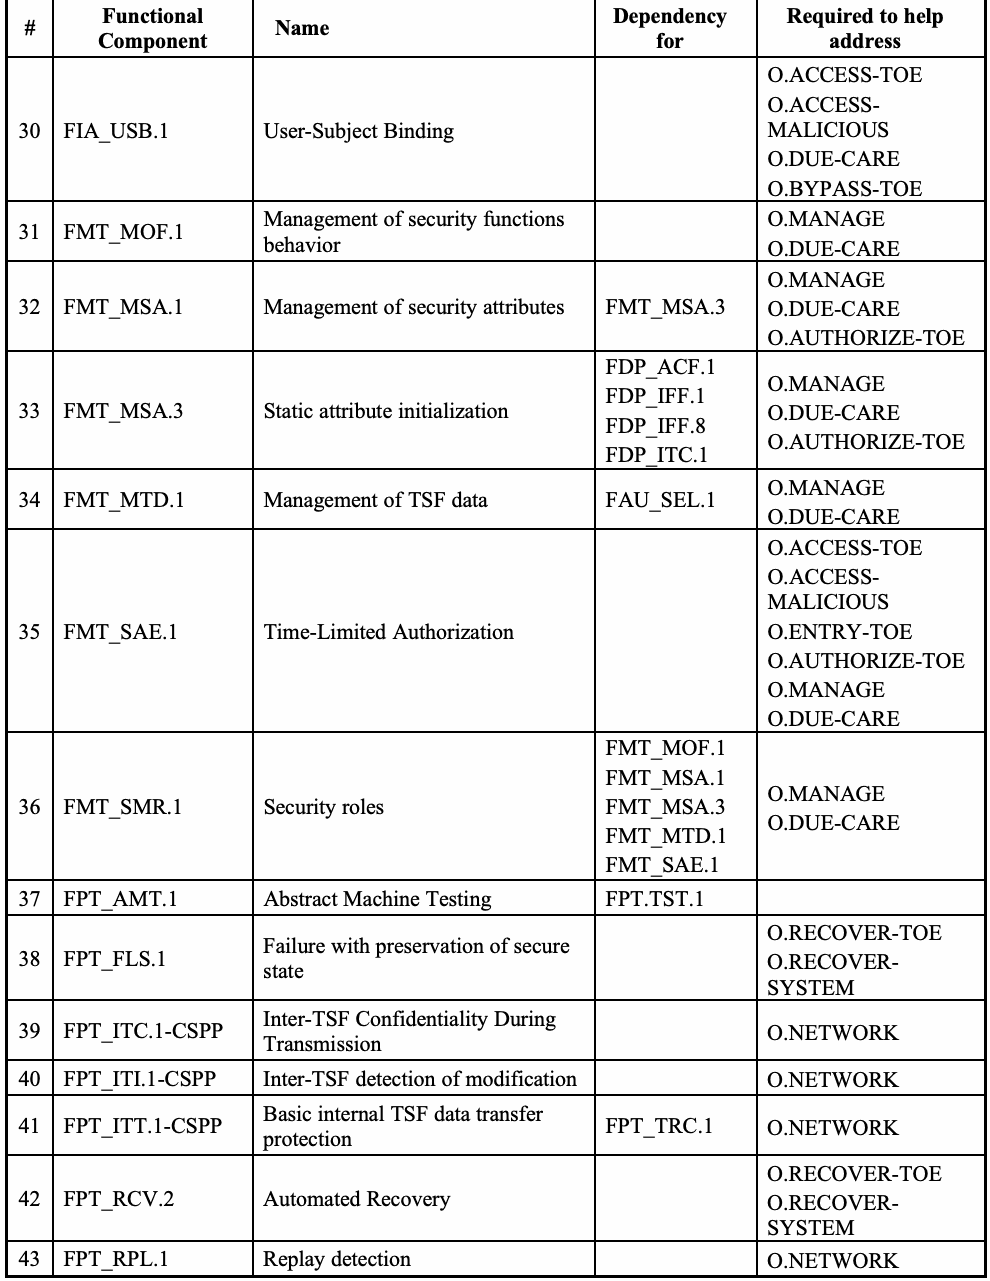 #
Functional
Component
Name
Dependency
for
Required to help
address
30
FIA_USB.1
User-Subject Binding
O.ACCESS-TOE
O.ACCESS-
MALICIOUS
O.DUE-CARE
O.BYPASS-TOE
31
FMT_MOF.1
Management of security functions
behavior
O.MANAGE
O.DUE-CARE
32
FMT_MSA.1
Management of security attributes
FMT_MSA.3
O.MANAGE
O.DUE-CARE
O.AUTHORIZE-TOE
33
FMT_MSA.3
Static attribute initialization
FDP_ACF.1
FDP_IFF.1
FDP_IFF.8
FDP_ITC.1
O.MANAGE
O.DUE-CARE
O.AUTHORIZE-TOE
34
FMT_MTD.1
Management of TSF data
FAU_SEL.1
O.MANAGE
O.DUE-CARE
35
FMT_SAE.1
Time-Limited Authorization
O.ACCESS-TOE
O.ACCESS-
MALICIOUS
O.ENTRY-TOE
O.AUTHORIZE-TOE
O.MANAGE
O.DUE-CARE
36
FMT_SMR.1
Security roles
FMT_MOF.1
FMT_MSA.1
FMT_MSA.3
FMT_MTD.1
FMT_SAE.1
O.MANAGE
O.DUE-CARE
37
FPT_AMT.1
Abstract Machine Testing
FPT.TST.1
38
FPT_FLS.1
Failure with preservation of secure
state
O.RECOVER-TOE
O.RECOVER-
SYSTEM
39
FPT_ITC.1-CSPP
Inter-TSF Confidentiality During
Transmission
O.NETWORK
40
FPT_ITI.1-CSPP
Inter-TSF detection of modification
O.NETWORK
41
FPT_ITT.1-CSPP
Basic internal TSF data transfer
protection
FPT_TRC.1
O.NETWORK
42
FPT_RCV.2
Automated Recovery
O.RECOVER-TOE
O.RECOVER-
SYSTEM
43
FPT_RPL.1
Replay detection
O.NETWORK